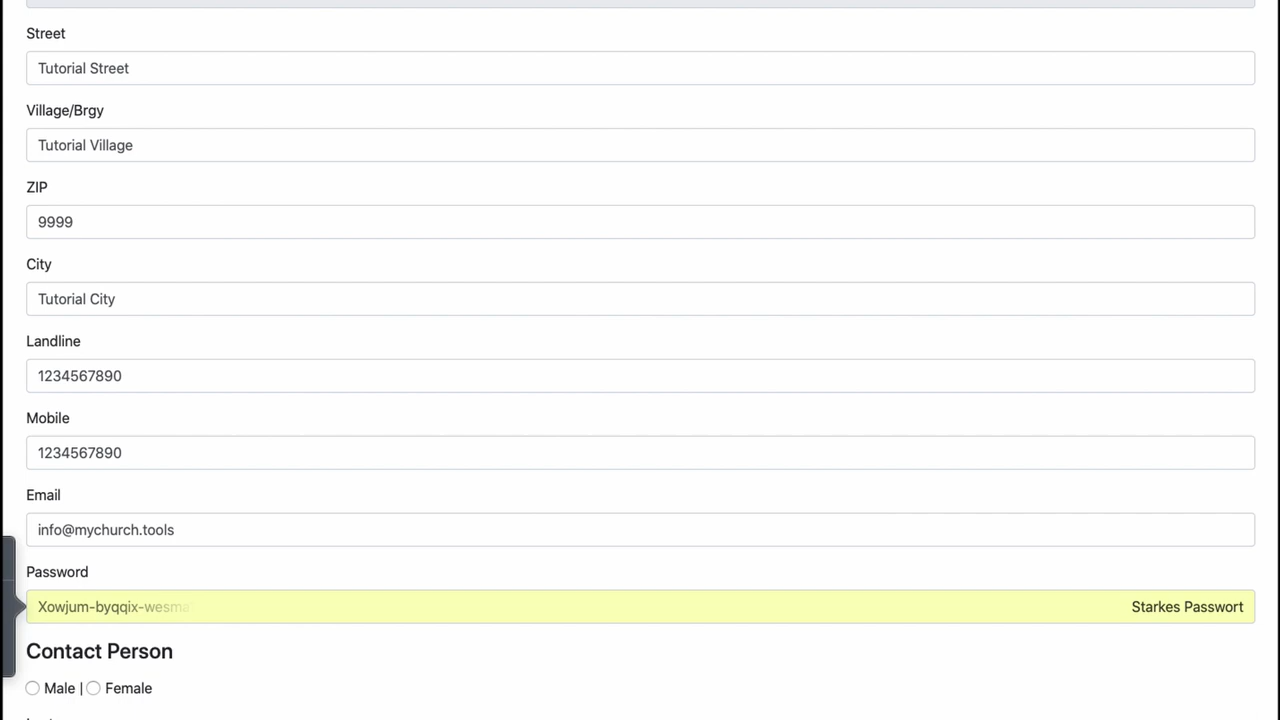 Street
Tutorial Street
Village/Brgy
Tutorial Village
ZIP
9999
City
Tutorial City
Landline
1234567890
Mobile
1234567890
Email
info@mychurch.tools
Password
Xowjum-byqqix-wesma Starkes Passwort
Contact Person
Male | Female